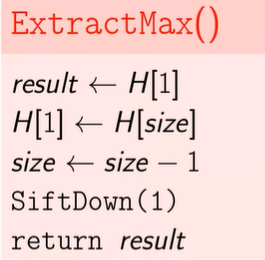 ExtractMax()
result ← H[1]
H[1] ← H[size]
size ← size − 1
SiftDown(1)
return result